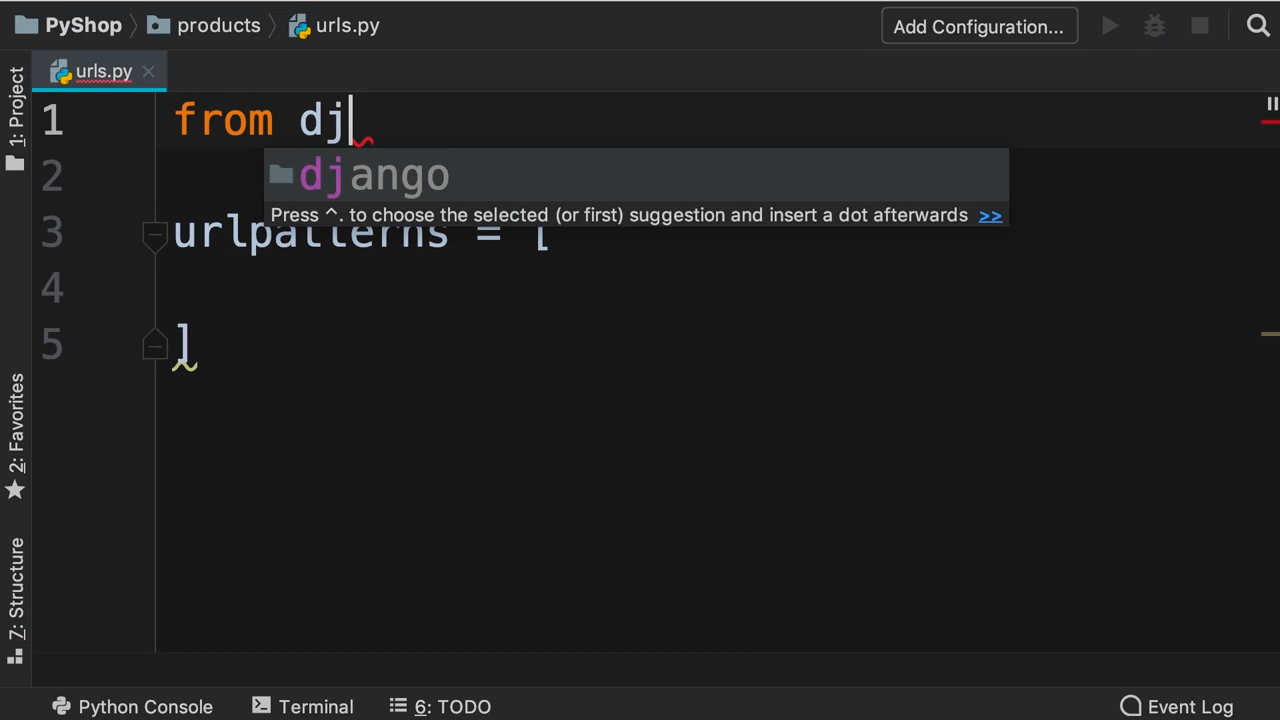 PyShop products urls.py Add Configuration...
urls.py
1: Project
1 from dj
django
2
Press ^. to choose the selected (or first) suggestion and insert a dot afterwards >>
3 urlpatterns = [
4
5 ]
2: Favorites
7: Structure
Python Console Terminal 6: TODO Event Log